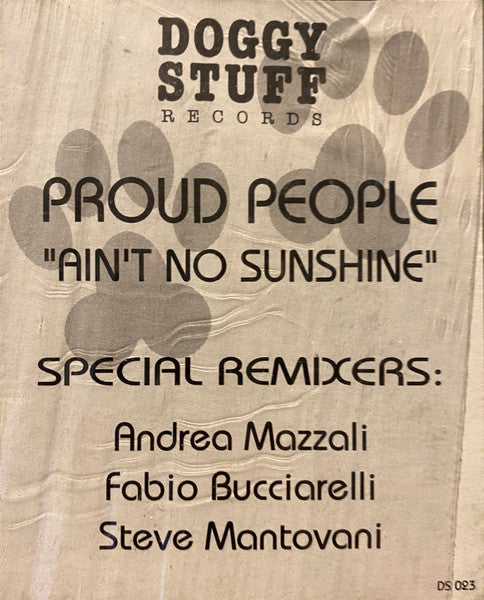 DOGGY
STUFF
RECORDS
PROUD PEOPLE
"AIN'T NO SUNSHINE"
SPECIAL REMIXERS:
Andrea Mazzali
Fabio Bucciarelli
Steve Mantovani
DS 023